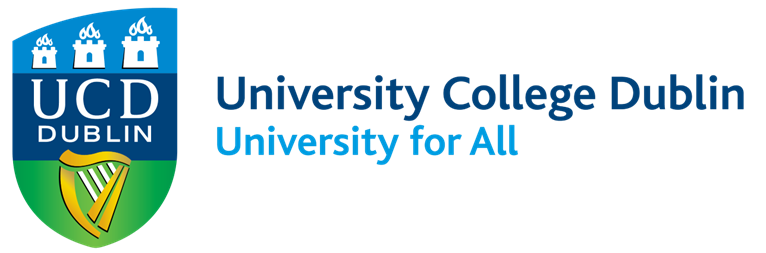 UCD
DUBLIN
University College Dublin
University for All